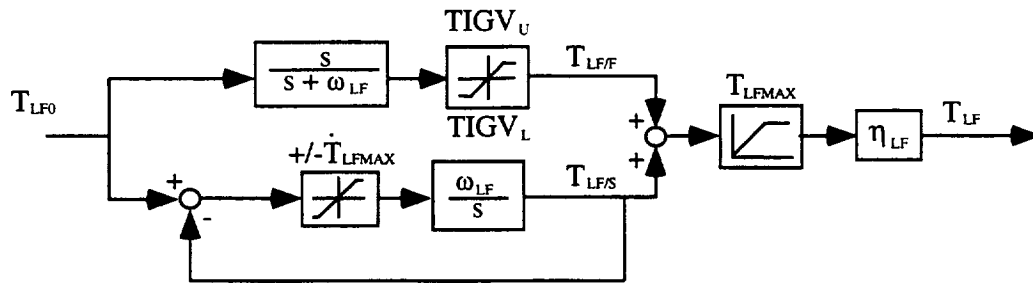 TIGV_U
s
s + ω_LF
T_LF/F
T_LF0
TIGV_L
T_LFMAX
η_LF
T_LF
+
+
+/-Ṫ_LFMAX
ω_LF
s
T_LF/S
+
-